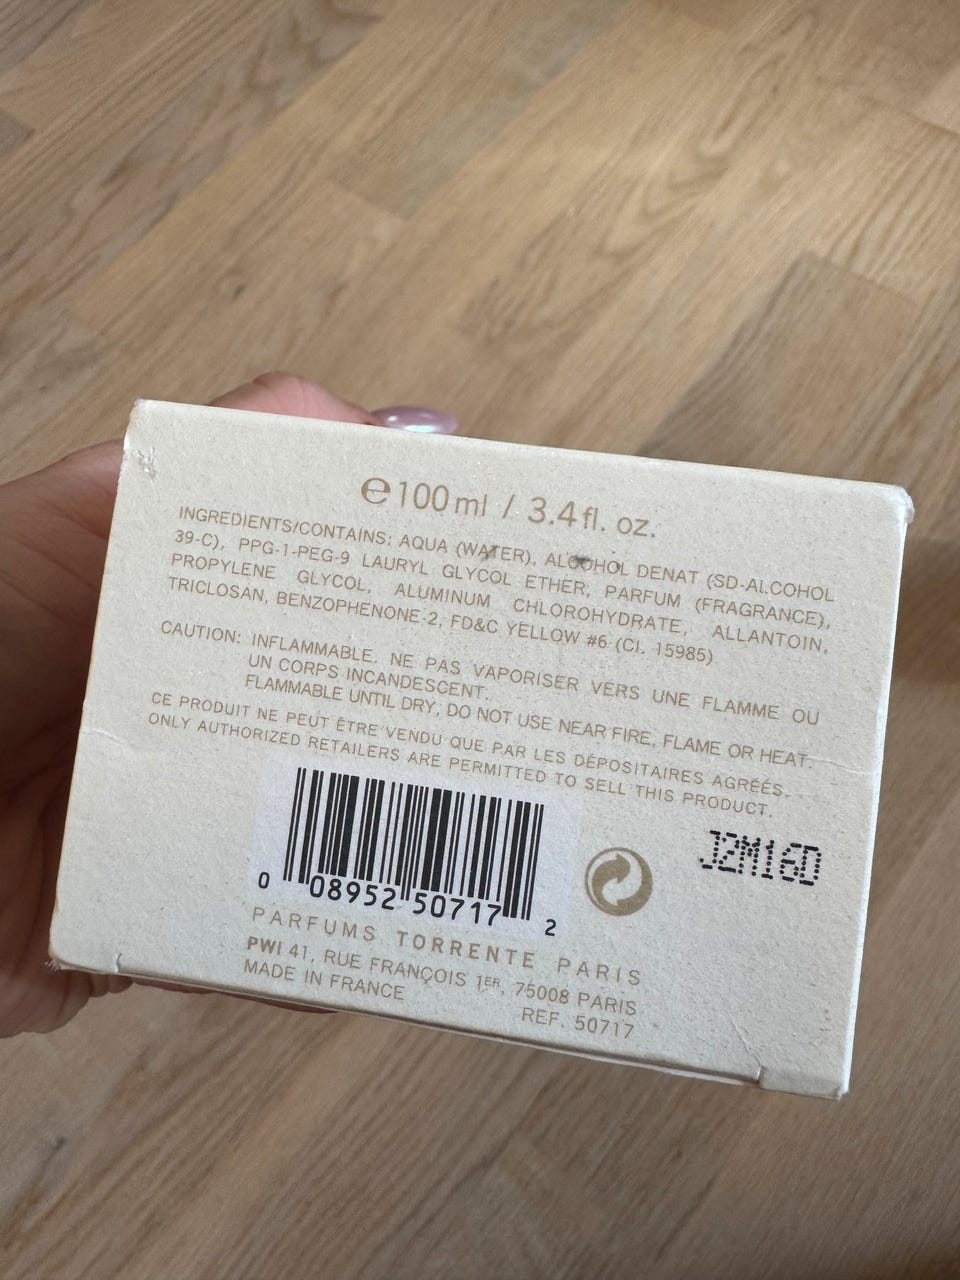 e 100 ml / 3.4 fl. oz.
INGREDIENTS/CONTAINS: AQUA (WATER), ALCOHOL DENAT (SD-ALCOHOL
39-C), PPG-1-PEG-9 LAURYL GLYCOL ETHER, PARFUM (FRAGRANCE),
PROPYLENE GLYCOL, ALUMINUM CHLOROHYDRATE, ALLANTOIN,
TRICLOSAN, BENZOPHENONE-2, FD&C YELLOW #6 (CI. 15985)
CAUTION: INFLAMMABLE. NE PAS VAPORISER VERS UNE FLAMME OU
UN CORPS INCANDESCENT.
FLAMMABLE UNTIL DRY, DO NOT USE NEAR FIRE, FLAME OR HEAT.
CE PRODUIT NE PEUT ÊTRE VENDU QUE PAR LES DÉPOSITAIRES AGRÉÉS.
ONLY AUTHORIZED RETAILERS ARE PERMITTED TO SELL THIS PRODUCT.
J2M16D
0 08952 50717 2
PARFUMS TORRENTE PARIS
PWI 41, RUE FRANÇOIS 1ER, 75008 PARIS
MADE IN FRANCE
REF. 50717